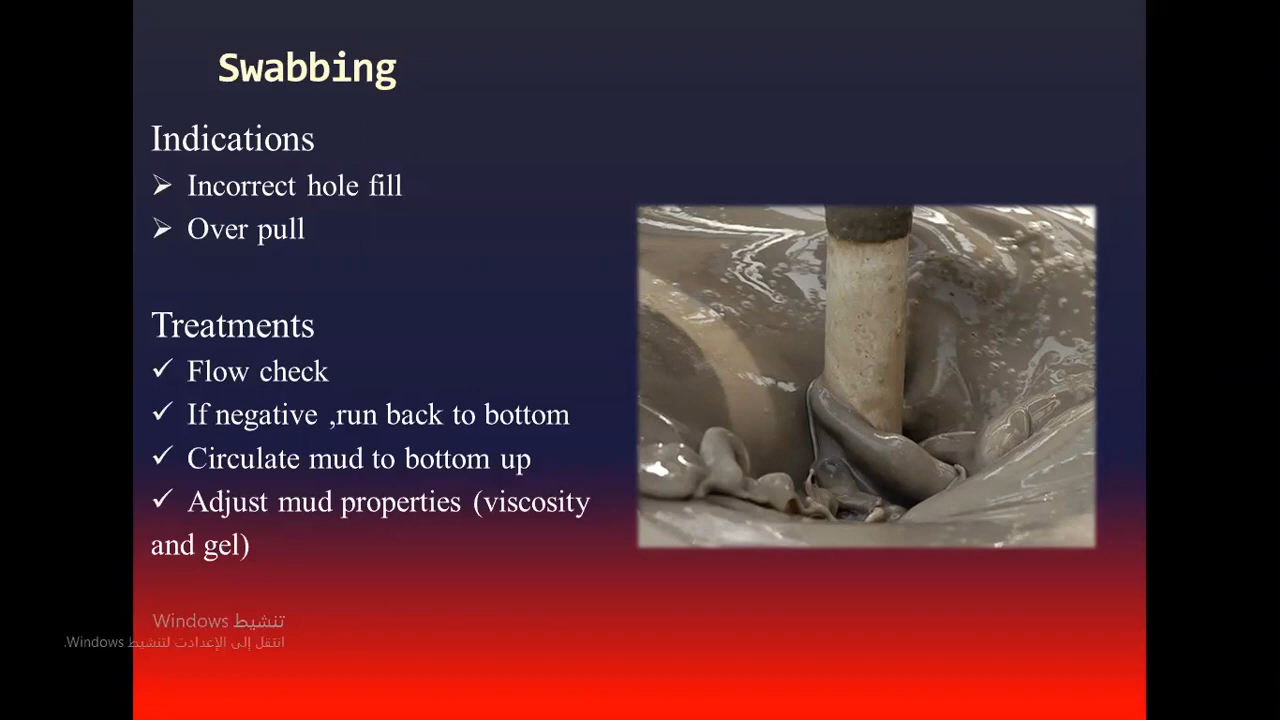 Swabbing
Indications
➢ Incorrect hole fill
➢ Over pull
Treatments
✓ Flow check
✓ If negative ,run back to bottom
✓ Circulate mud to bottom up
✓ Adjust mud properties (viscosity
and gel)
تنشيط Windows
انتقل إلى الإعدادت لتنشيط Windows.